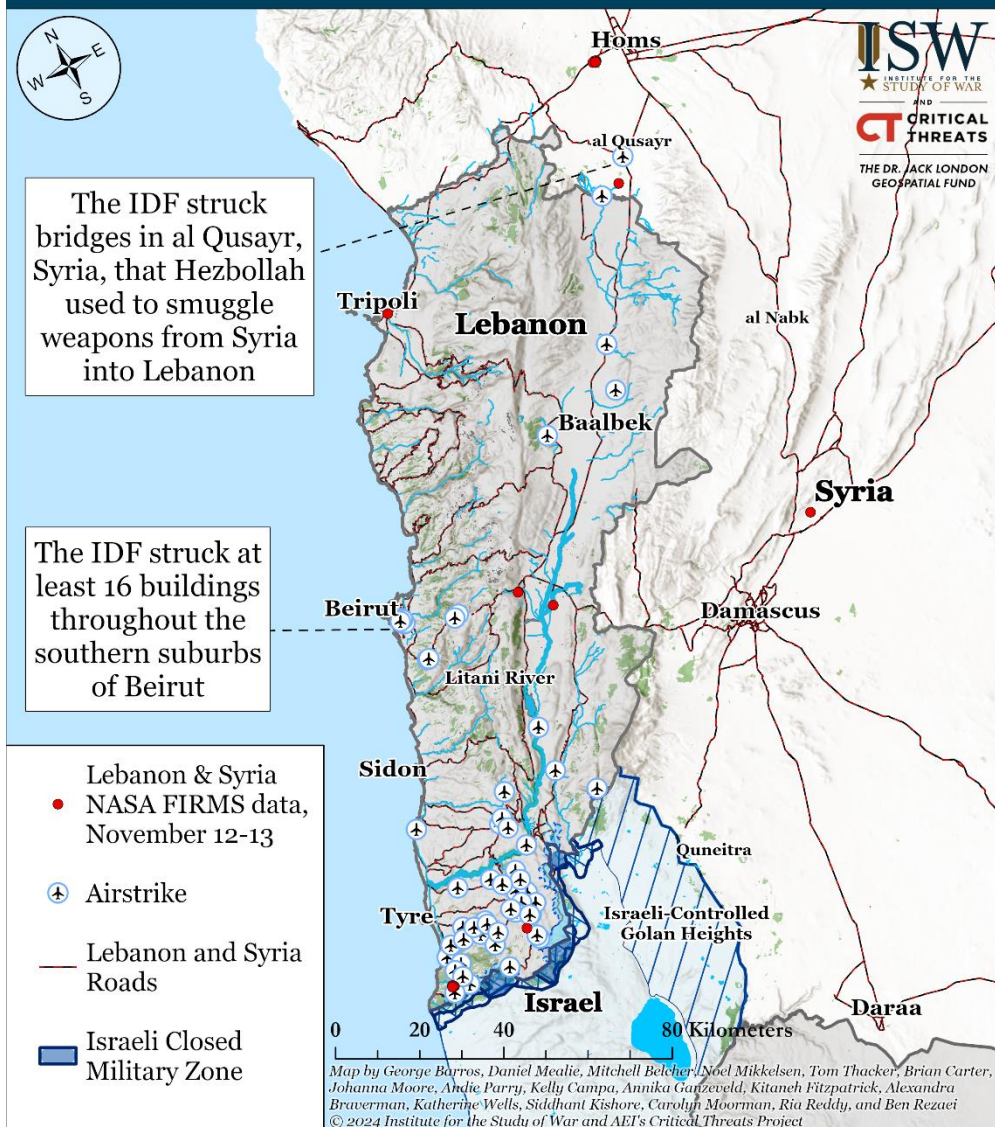 N
E
W
S
Homs
ISW
INSTITUTE FOR THE
STUDY OF WAR
AND
CT CRITICAL
THREATS
THE DR. JACK LONDON
GEOSPATIAL FUND
al Qusayr
The IDF struck
bridges in al Qusayr,
Syria, that Hezbollah
used to smuggle
weapons from Syria
into Lebanon
Tripoli
Lebanon
al Nabk
Baalbek
Syria
The IDF struck at
least 16 buildings
throughout the
southern suburbs
of Beirut
Beirut
Damascus
Litani River
Sidon
Lebanon & Syria
NASA FIRMS data,
November 12-13
Airstrike
Lebanon and Syria
Roads
Israeli Closed
Military Zone
Quneitra
Tyre
Israeli-Controlled
Golan Heights
Israel
Daraa
0 20 40 80 Kilometers
Map by George Barros, Daniel Mealie, Mitchell Belcher, Noel Mikkelsen, Tom Thacker, Brian Carter,
Johanna Moore, Andie Parry, Kelly Campa, Annika Ganzeveld, Kitaneh Fitzpatrick, Alexandra
Braverman, Katherine Wells, Siddhant Kishore, Carolyn Moorman, Ria Reddy, and Ben Rezaei
© 2024 Institute for the Study of War and AEI's Critical Threats Project